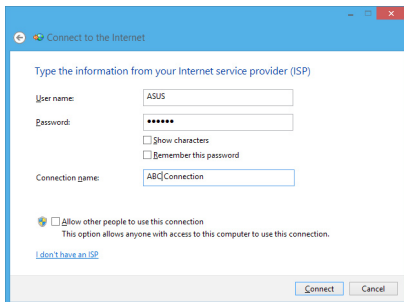 Connect to the Internet
Type the information from your Internet service provider (ISP)
User name: ASUS
Password: ••••••
Show characters
Remember this password
Connection name: ABC Connection
Allow other people to use this connection
This option allows anyone with access to this computer to use this connection.
I don't have an ISP
Connect Cancel